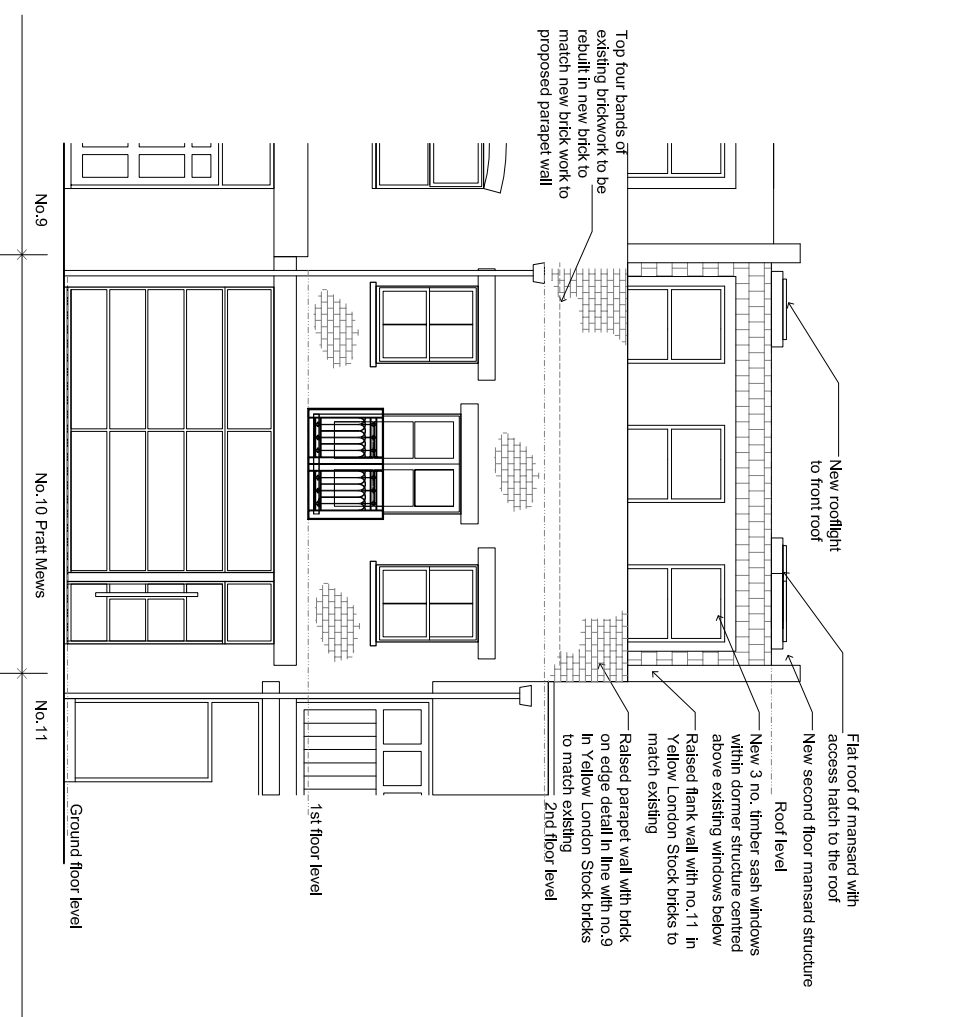 Top four bands of
existing brickwork to be
rebuilt in new brick to
match new brick work to
proposed parapet wall
New rooflight
to front roof
Flat roof of mansard with
access hatch to the roof
New second floor mansard structure
Roof level
New 3 no. timber sash windows
within dormer structure centred
above existing windows below
Raised flank wall with no.11 in
Yellow London Stock bricks to
match existing
Raised parapet wall with brick
on edge detail in line with no.9
in Yellow London Stock bricks
to match existing
2nd floor level
1st floor level
Ground floor level
No.9
No.10 Pratt Mews
No.11